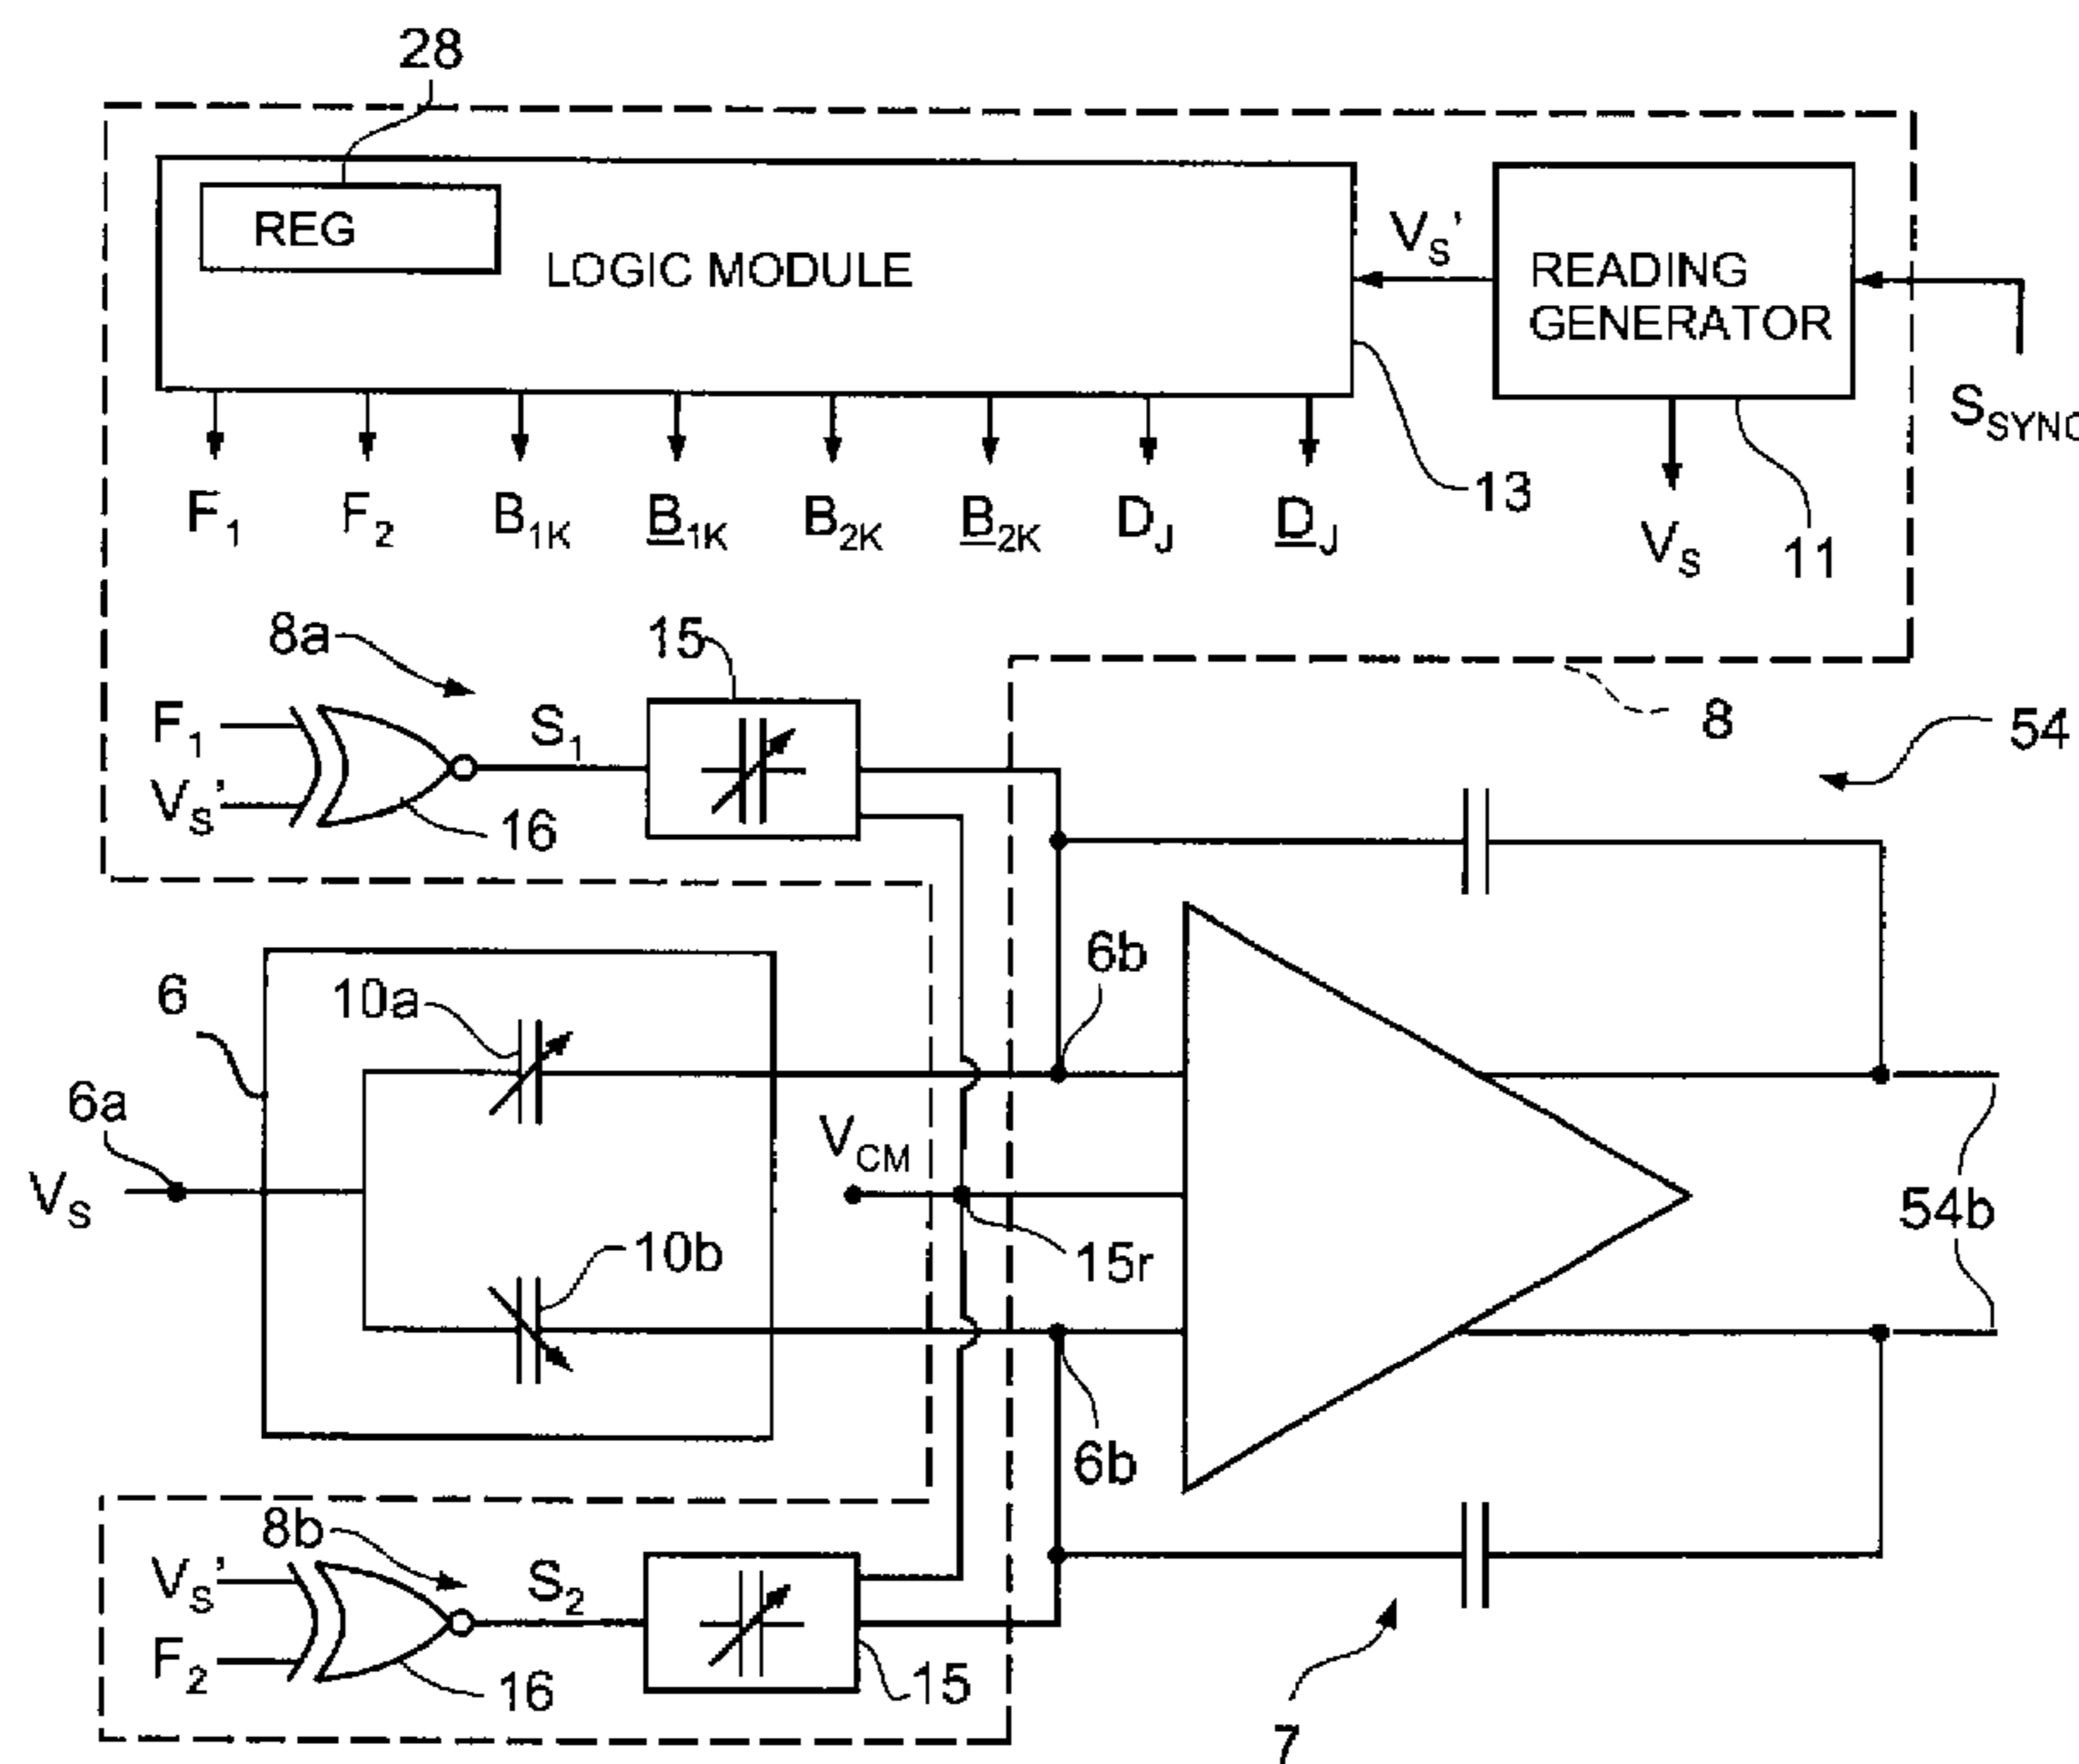 28
REG
LOGIC MODULE
V_S'
READING
GENERATOR
S_SYNC
F_1 F_2 B_1K B_1K B_2K B_2K D_J D_J
13
V_S
11
8a
15
8
54
F_1
S_1
V_S'
16
6
10a
6b
6a
V_CM
V_S
54b
10b
15r
6b
8b
V_S'
S_2
F_2
16
15
7